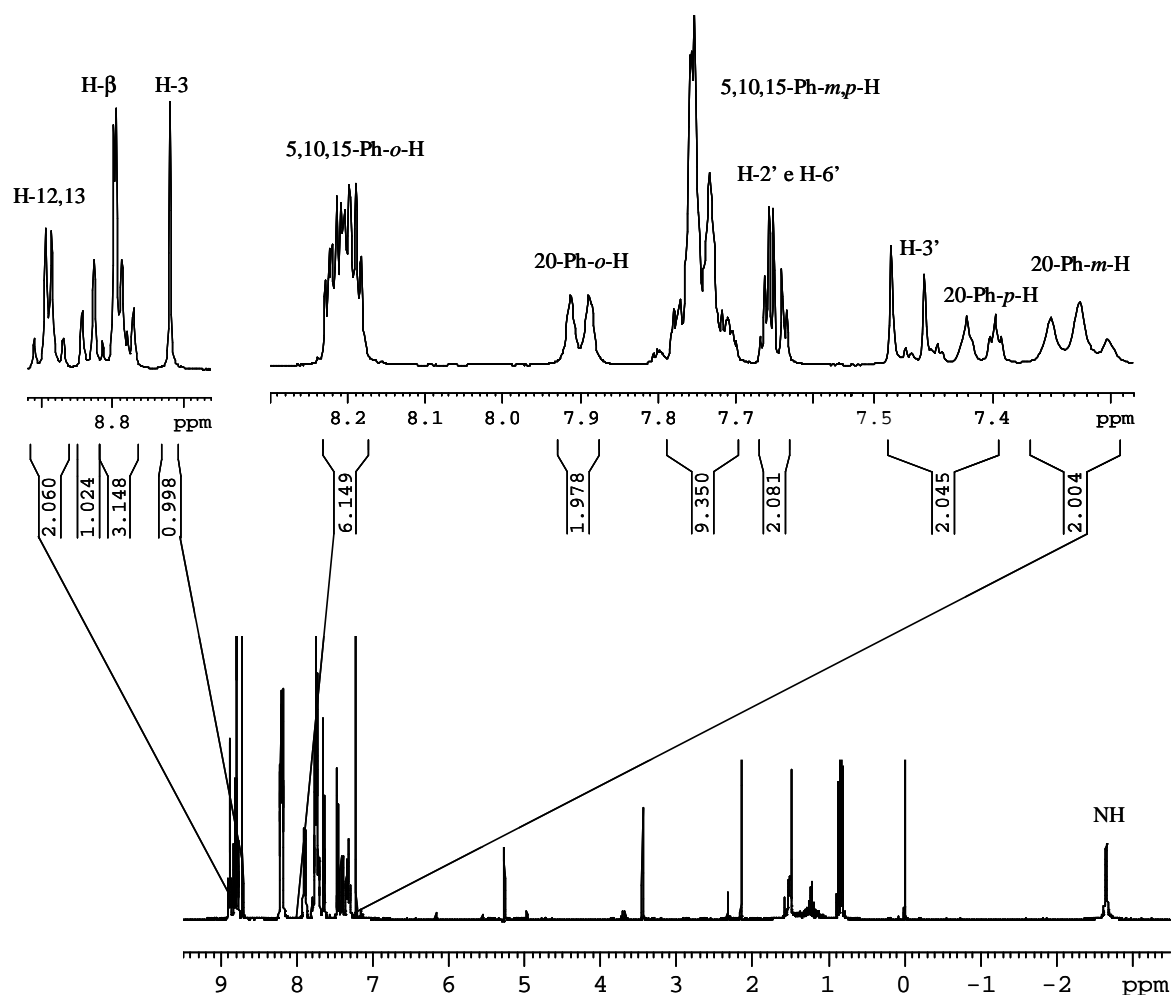 H-β H-3
5,10,15-Ph-m,p-H
5,10,15-Ph-o-H
H-2' e H-6'
H-12,13
H-3'
20-Ph-o-H
20-Ph-m-H
20-Ph-p-H
8.8 ppm 8.2 8.1 8.0 7.9 7.8 7.7 7.5 7.4 ppm
2.060 1.024 3.148 0.998 6.149 1.978 9.350 2.081 2.045 2.004
NH
9 8 7 6 5 4 3 2 1 0 -1 -2 ppm